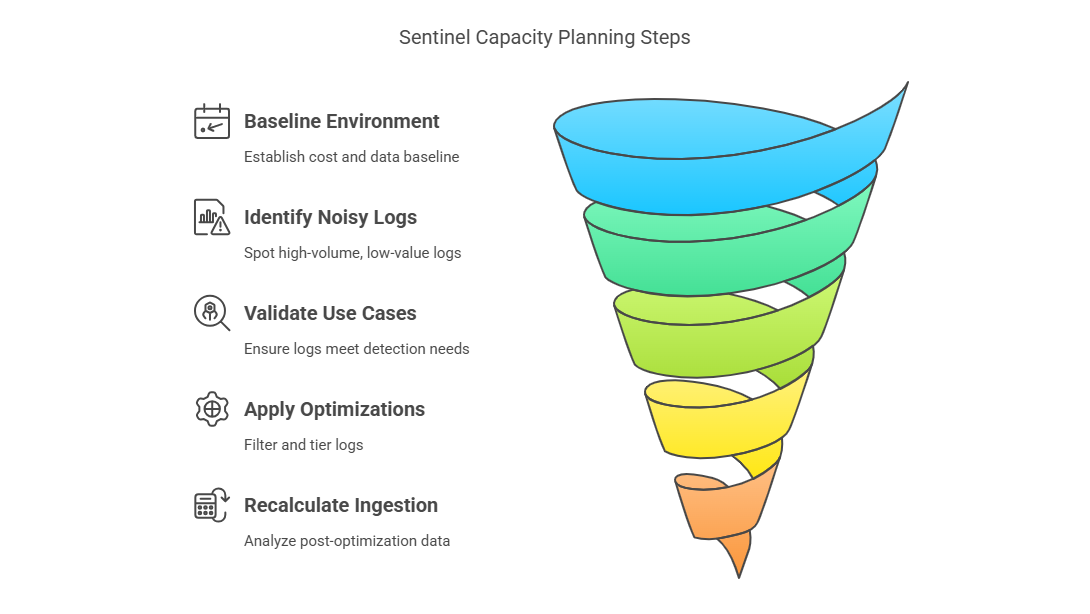 Sentinel Capacity Planning Steps
Baseline Environment
Establish cost and data baseline
Identify Noisy Logs
Spot high-volume, low-value logs
Validate Use Cases
Ensure logs meet detection needs
Apply Optimizations
Filter and tier logs
Recalculate Ingestion
Analyze post-optimization data